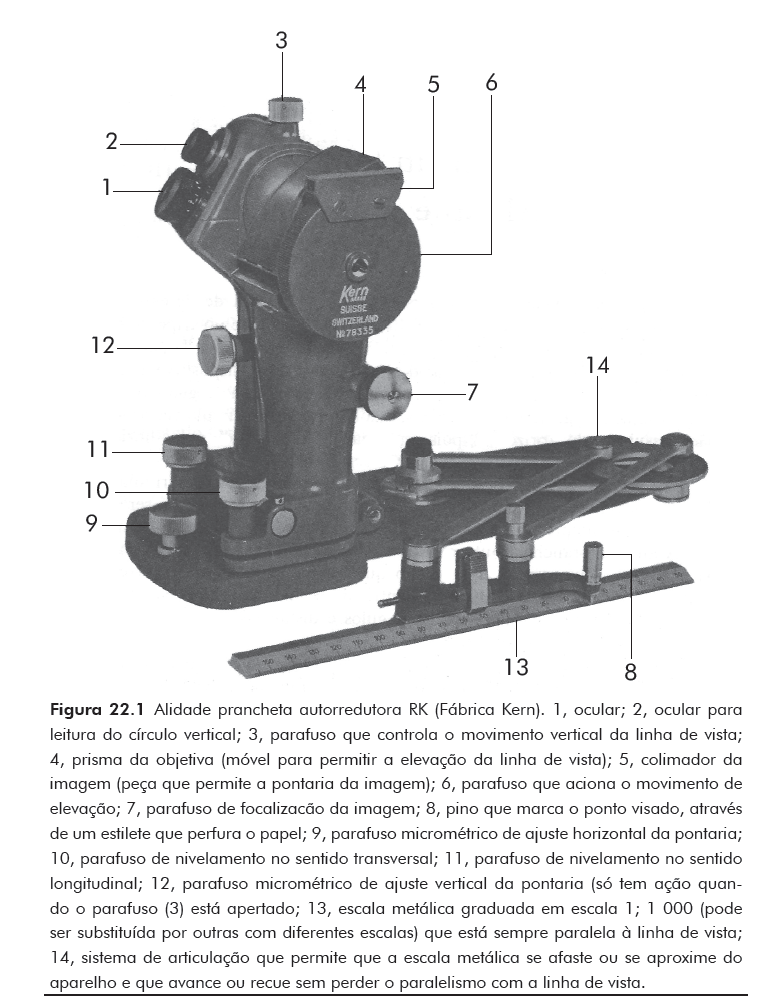 3
4
5
6
2
1
Kern
AARAU
SUISSE
SWITZERLAND
№ 78335
12
7
14
11
10
9
13
8
Figura 22.1 Alidade prancheta autorredutora RK (Fábrica Kern). 1, ocular; 2, ocular para
leitura do círculo vertical; 3, parafuso que controla o movimento vertical da linha de vista;
4, prisma da objetiva (móvel para permitir a elevação da linha de vista); 5, colimador da
imagem (peça que permite a pontaria da imagem); 6, parafuso que aciona o movimento de
elevação; 7, parafuso de focalizacão da imagem; 8, pino que marca o ponto visado, através
de um estilete que perfura o papel; 9, parafuso micrométrico de ajuste horizontal da pontaria;
10, parafuso de nivelamento no sentido transversal; 11, parafuso de nivelamento no sentido
longitudinal; 12, parafuso micrométrico de ajuste vertical da pontaria (só tem ação quan-
do o parafuso (3) está apertado; 13, escala metálica graduada em escala 1; 1 000 (pode
ser substituída por outras com diferentes escalas) que está sempre paralela à linha de vista;
14, sistema de articulação que permite que a escala metálica se afaste ou se aproxime do
aparelho e que avance ou recue sem perder o paralelismo com a linha de vista.